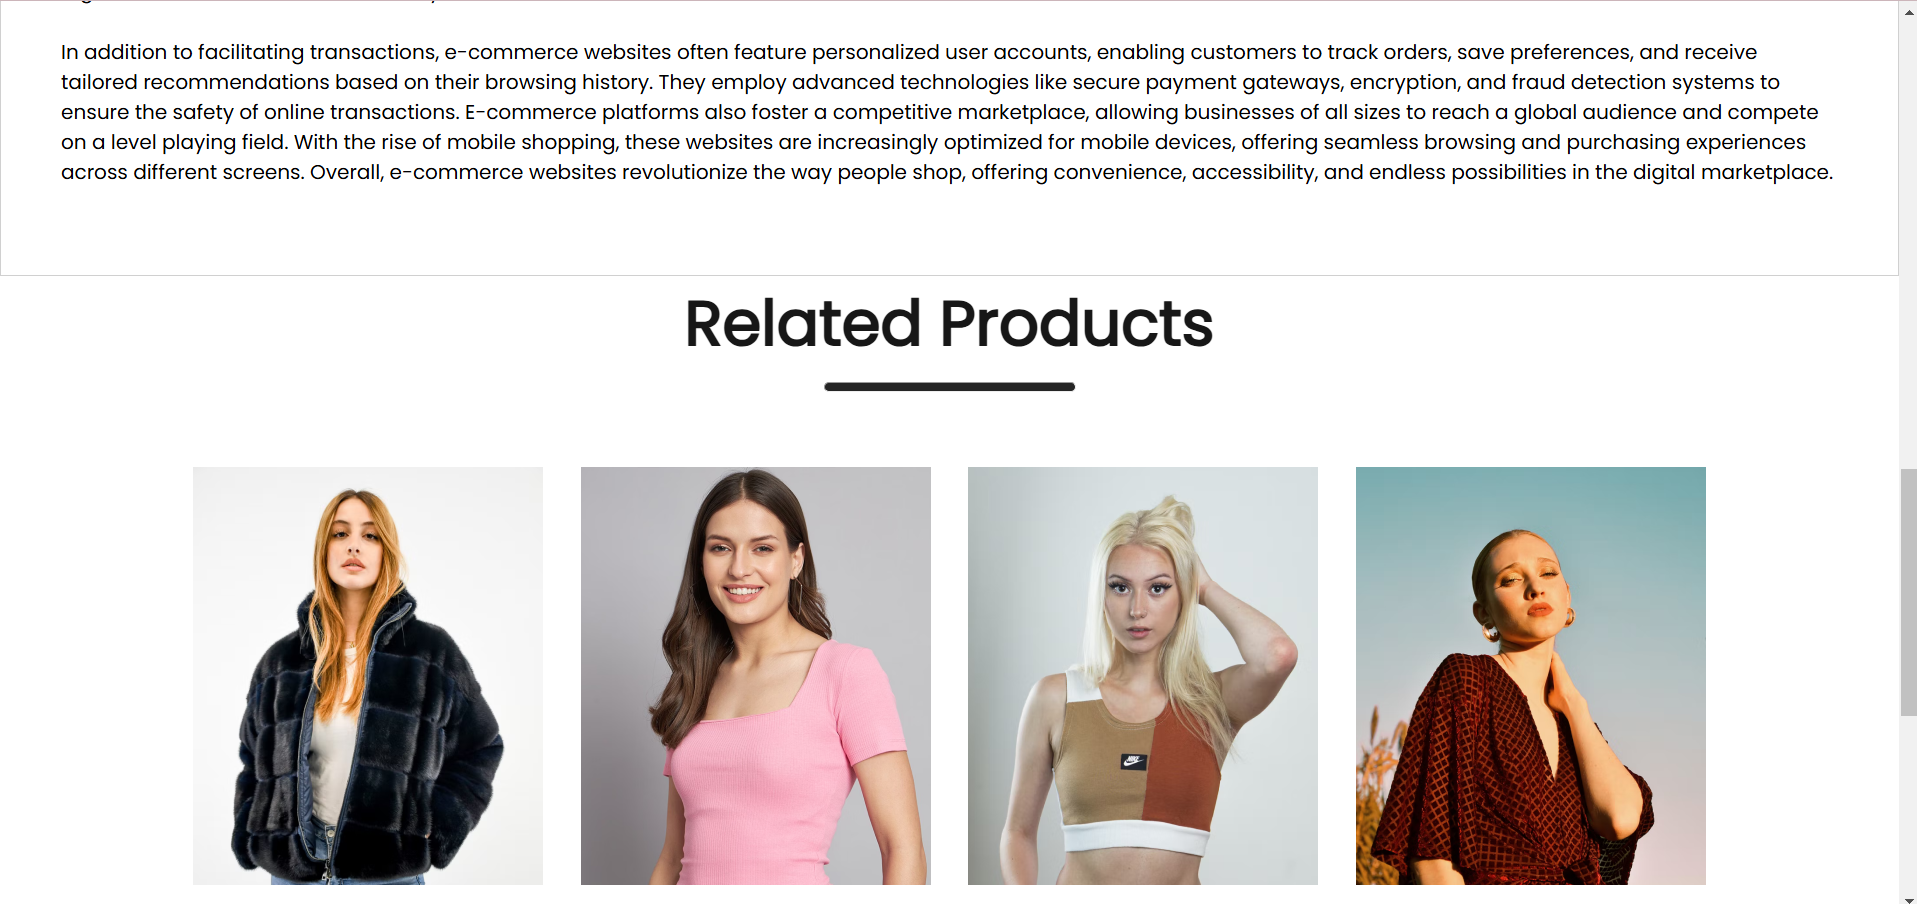 In addition to facilitating transactions, e-commerce websites often feature personalized user accounts, enabling customers to track orders, save preferences, and receive
tailored recommendations based on their browsing history. They employ advanced technologies like secure payment gateways, encryption, and fraud detection systems to
ensure the safety of online transactions. E-commerce platforms also foster a competitive marketplace, allowing businesses of all sizes to reach a global audience and compete
on a level playing field. With the rise of mobile shopping, these websites are increasingly optimized for mobile devices, offering seamless browsing and purchasing experiences
across different screens. Overall, e-commerce websites revolutionize the way people shop, offering convenience, accessibility, and endless possibilities in the digital marketplace.
Related Products
NIKE